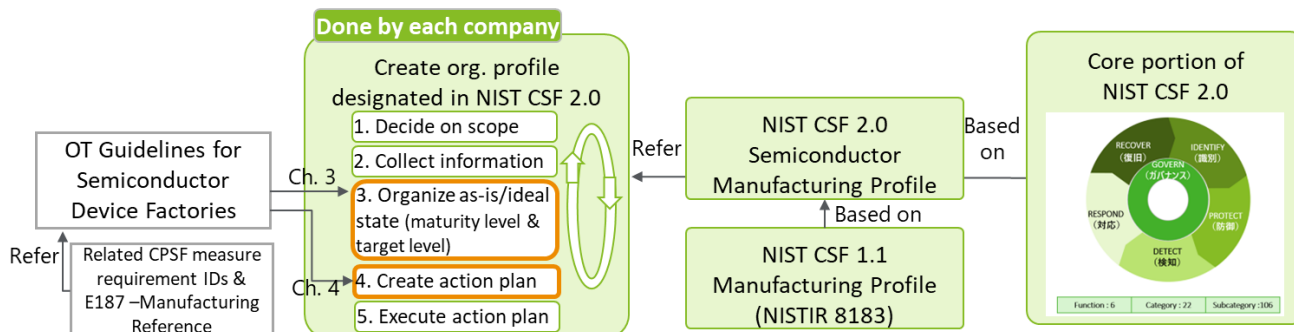 Done by each company
Create org. profile
designated in NIST CSF 2.0
1. Decide on scope
2. Collect information
3. Organize as-is/ideal
state (maturity level &
target level)
4. Create action plan
5. Execute action plan
OT Guidelines for
Semiconductor
Device Factories
Ch. 3
Ch. 4
Refer
Related CPSF measure
requirement IDs &
E187 –Manufacturing
Reference
Refer
NIST CSF 2.0
Semiconductor
Manufacturing Profile
Based on
NIST CSF 1.1
Manufacturing Profile
(NISTIR 8183)
Based
on
Core portion of
NIST CSF 2.0
RECOVER
(復旧)
IDENTIFY
(識別)
GOVERN
(ガバナンス)
RESPOND
(対応)
PROTECT
(防御)
DETECT
(検知)
Function : 6
Category : 22
Subcategory :106